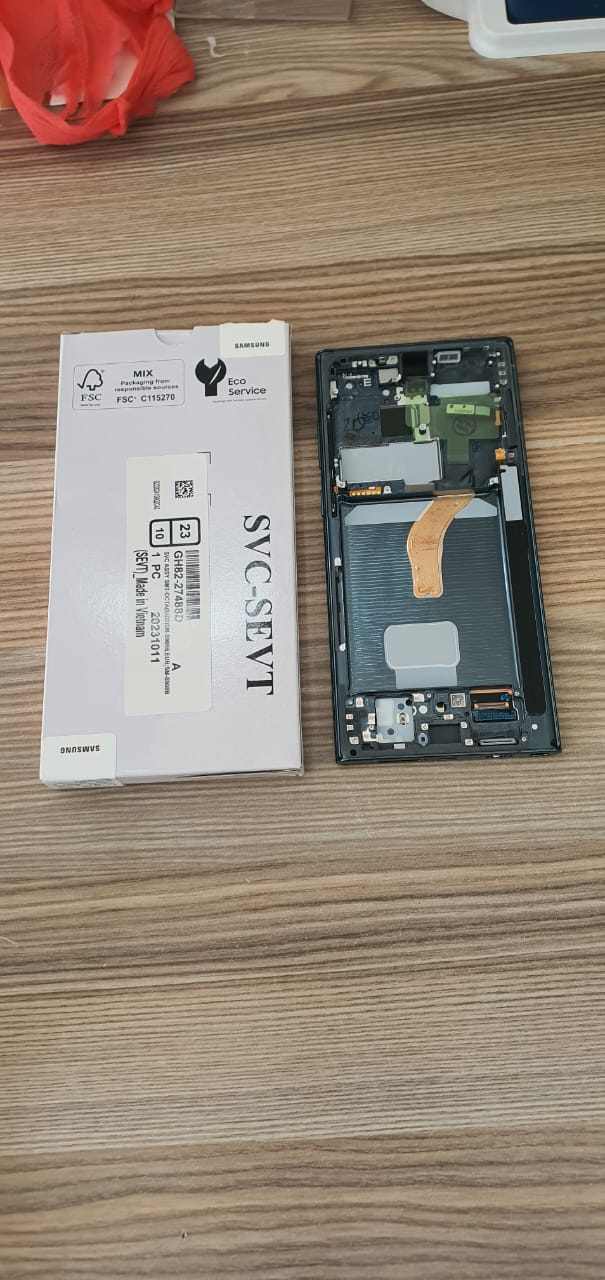 SAMSUNG
MIX
Packaging from
responsible sources
FSC® C115270
FSC
Eco
Service
SVC-SEVT
23
10
GH82-27488D
A
1 PC
20231011
(SEVT)_Made in Vietnam
SAMSUNG